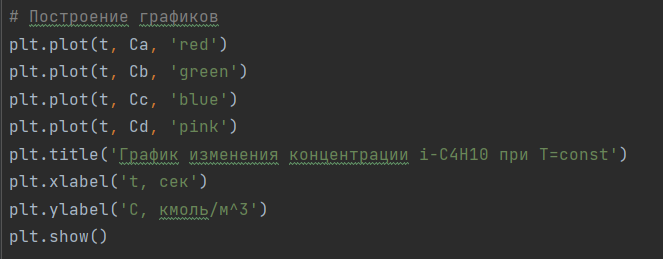 # Построение графиков
plt.plot(t, Ca, 'red')
plt.plot(t, Cb, 'green')
plt.plot(t, Cc, 'blue')
plt.plot(t, Cd, 'pink')
plt.title('График изменения концентрации i-C4H10 при T=const')
plt.xlabel('t, сек')
plt.ylabel('C, кмоль/м^3')
plt.show()